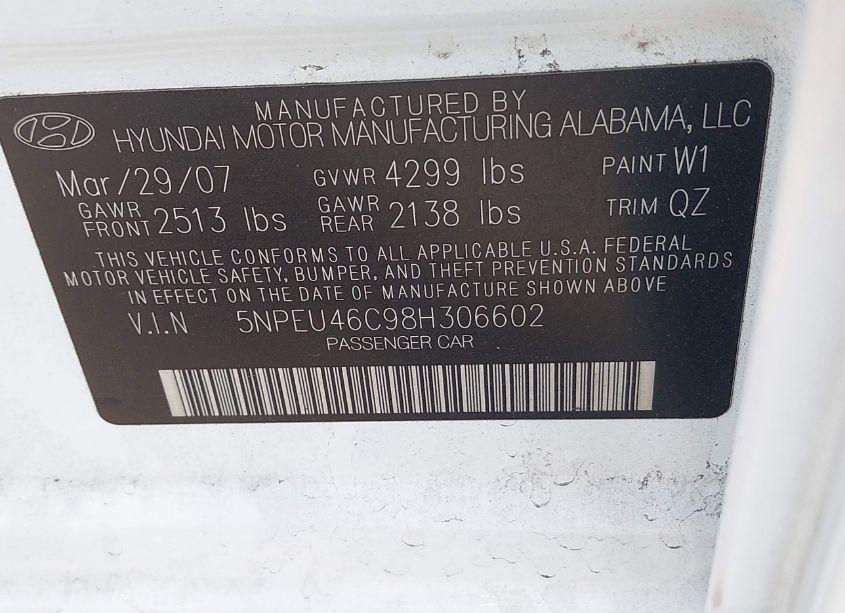 MANUFACTURED BY
HYUNDAI MOTOR MANUFACTURING ALABAMA, LLC
Mar/29/07 GVWR 4299 lbs PAINT W1
GAWR FRONT 2513 lbs GAWR REAR 2138 lbs TRIM QZ
THIS VEHICLE CONFORMS TO ALL APPLICABLE U.S.A. FEDERAL
MOTOR VEHICLE SAFETY, BUMPER, AND THEFT PREVENTION STANDARDS
IN EFFECT ON THE DATE OF MANUFACTURE SHOWN ABOVE
V.I.N 5NPEU46C98H306602
PASSENGER CAR